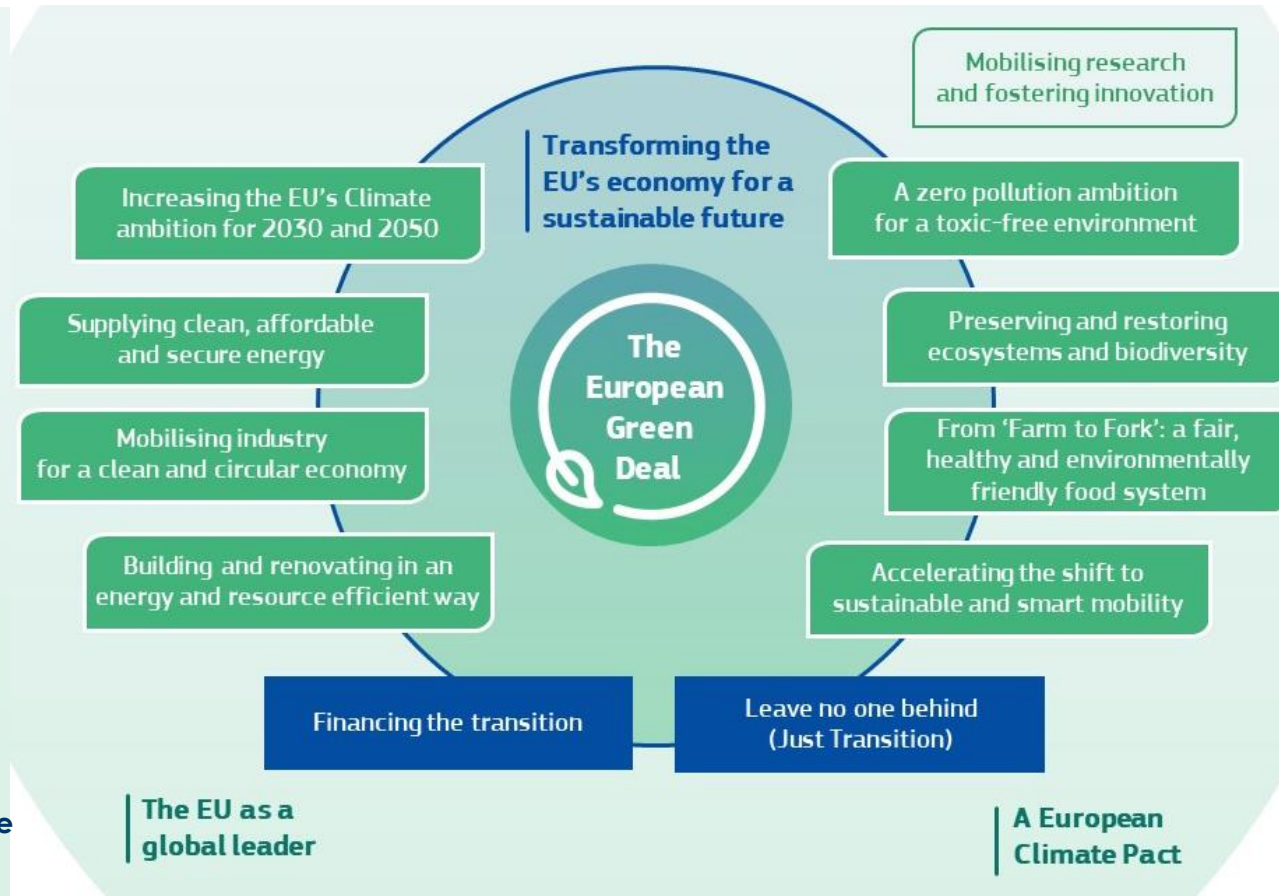 Mobilising research
and fostering innovation
Transforming the
EU's economy for a
sustainable future
Increasing the EU's Climate
ambition for 2030 and 2050
Supplying clean, affordable
and secure energy
Mobilising industry
for a clean and circular economy
Building and renovating in an
energy and resource efficient way
The
European
Green
Deal
A zero pollution ambition
for a toxic-free environment
Preserving and restoring
ecosystems and biodiversity
From ‘Farm to Fork’: a fair,
healthy and environmentally
friendly food system
Accelerating the shift to
sustainable and smart mobility
Financing the transition
Leave no one behind
(Just Transition)
The EU as a
global leader
A European
Climate Pact